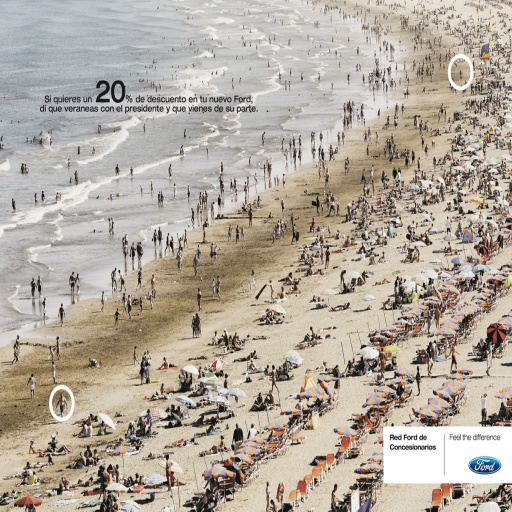 Si quieres un 20% de descuento en tu nuevo Ford,
di que veraneas con el presidente y que vienes de su parte.
Red Ford de
Concesionarios
Feel the difference
Ford